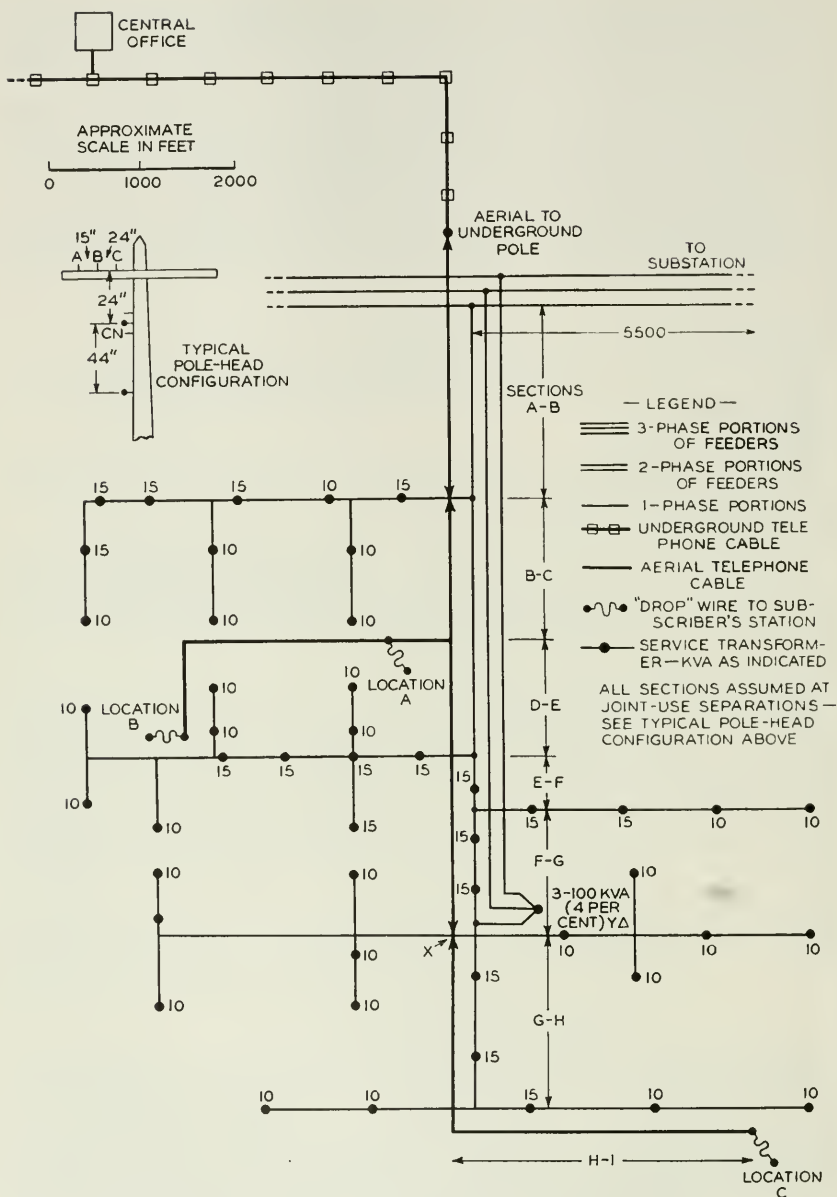 CENTRAL
OFFICE
APPROXIMATE
SCALE IN FEET
0 1000 2000
AERIAL TO
UNDERGROUND
POLE
TO
SUBSTATION
15" 24"
A B C
24"
CN
44"
TYPICAL
POLE-HEAD
CONFIGURATION
5500
SECTIONS
A-B
— LEGEND —
3-PHASE PORTIONS
OF FEEDERS
2-PHASE PORTIONS
OF FEEDERS
1-PHASE PORTIONS
UNDERGROUND TELE
PHONE CABLE
AERIAL TELEPHONE
CABLE
"DROP" WIRE TO SUB-
SCRIBER'S STATION
SERVICE TRANSFORM-
ER—KVA AS INDICATED
ALL SECTIONS ASSUMED AT
JOINT-USE SEPARATIONS—
SEE TYPICAL POLE-HEAD
CONFIGURATION ABOVE
15 15 15 10 15
15 10 10
10 10 10
B-C
LOCATION
A
LOCATION
B
10 10 10
10 10
D-E
15 15 15 15
15
E-F
10 10 15
15 15 10 10
15
F-G
10 10
15
3-100 KVA
(4 PER
CENT) Y∆
10
X
10 10 10
10
10 10
10
15
G-H
15
10 10 15 10 10
H-I
LOCATION
C